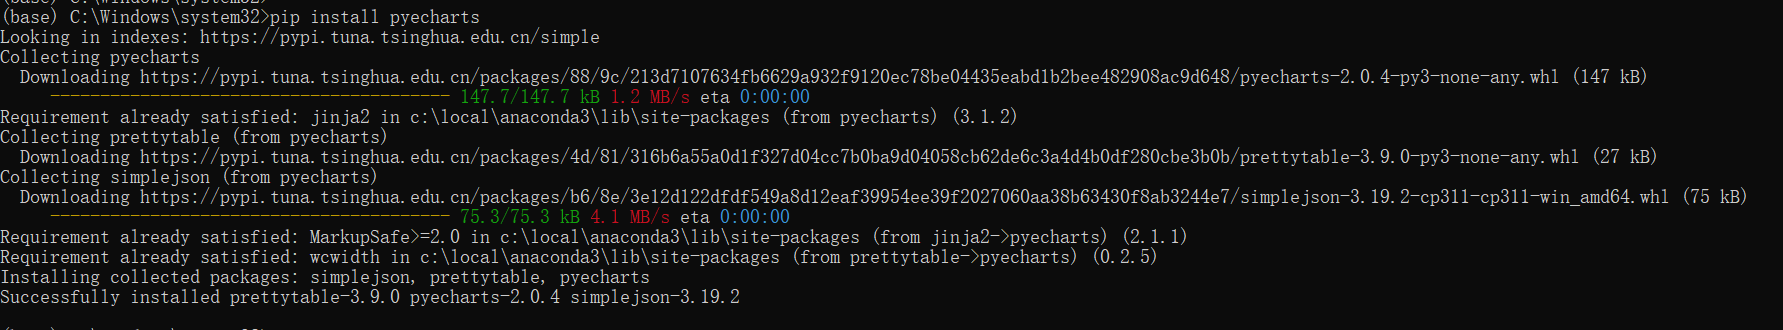 (base) C:\Windows\system32>
(base) C:\Windows\system32>pip install pyecharts
Looking in indexes: https://pypi.tuna.tsinghua.edu.cn/simple
Collecting pyecharts
  Downloading https://pypi.tuna.tsinghua.edu.cn/packages/88/9c/213d7107634fb6629a932f9120ec78be04435eabd1b2bee482908ac9d648/pyecharts-2.0.4-py3-none-any.whl (147 kB)
     ---------------------------------------- 147.7/147.7 kB 1.2 MB/s eta 0:00:00
Requirement already satisfied: jinja2 in c:\local\anaconda3\lib\site-packages (from pyecharts) (3.1.2)
Collecting prettytable (from pyecharts)
  Downloading https://pypi.tuna.tsinghua.edu.cn/packages/4d/81/316b6a55a0d1f327d04cc7b0ba9d04058cb62de6c3a4d4b0df280cbe3b0b/prettytable-3.9.0-py3-none-any.whl (27 kB)
Collecting simplejson (from pyecharts)
  Downloading https://pypi.tuna.tsinghua.edu.cn/packages/b6/8e/3e12d122dfdf549a8d12eaf39954ee39f2027060aa38b63430f8ab3244e7/simplejson-3.19.2-cp311-cp311-win_amd64.whl (75 kB)
     ---------------------------------------- 75.3/75.3 kB 4.1 MB/s eta 0:00:00
Requirement already satisfied: MarkupSafe>=2.0 in c:\local\anaconda3\lib\site-packages (from jinja2->pyecharts) (2.1.1)
Requirement already satisfied: wcwidth in c:\local\anaconda3\lib\site-packages (from prettytable->pyecharts) (0.2.5)
Installing collected packages: simplejson, prettytable, pyecharts
Successfully installed prettytable-3.9.0 pyecharts-2.0.4 simplejson-3.19.2